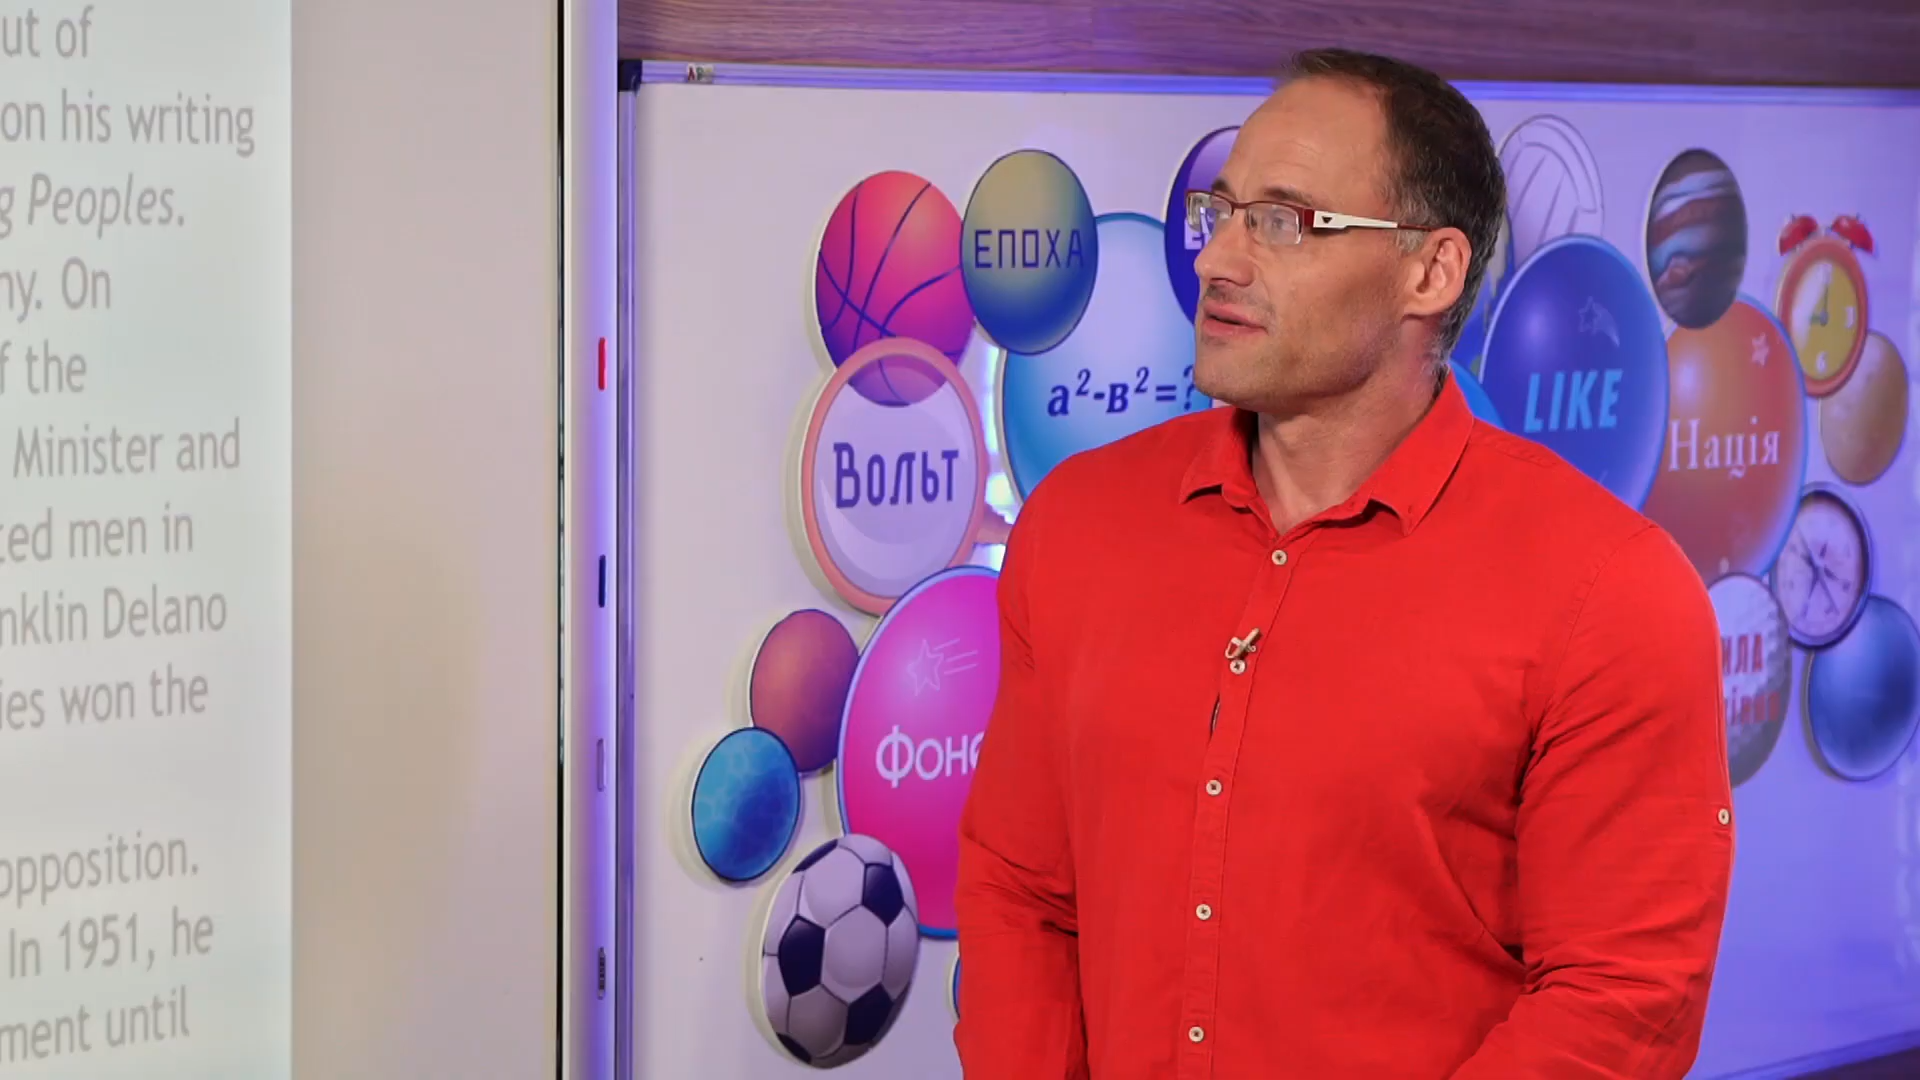 ut of
on his writing
g Peoples.
ny. On
f the
Minister and
ted men in
nklin Delano
ies won the
opposition.
In 1951, he
ment until
ЕПОХА
a²-в²=?
Вольт
Фоне
LIKE
Нація
ила